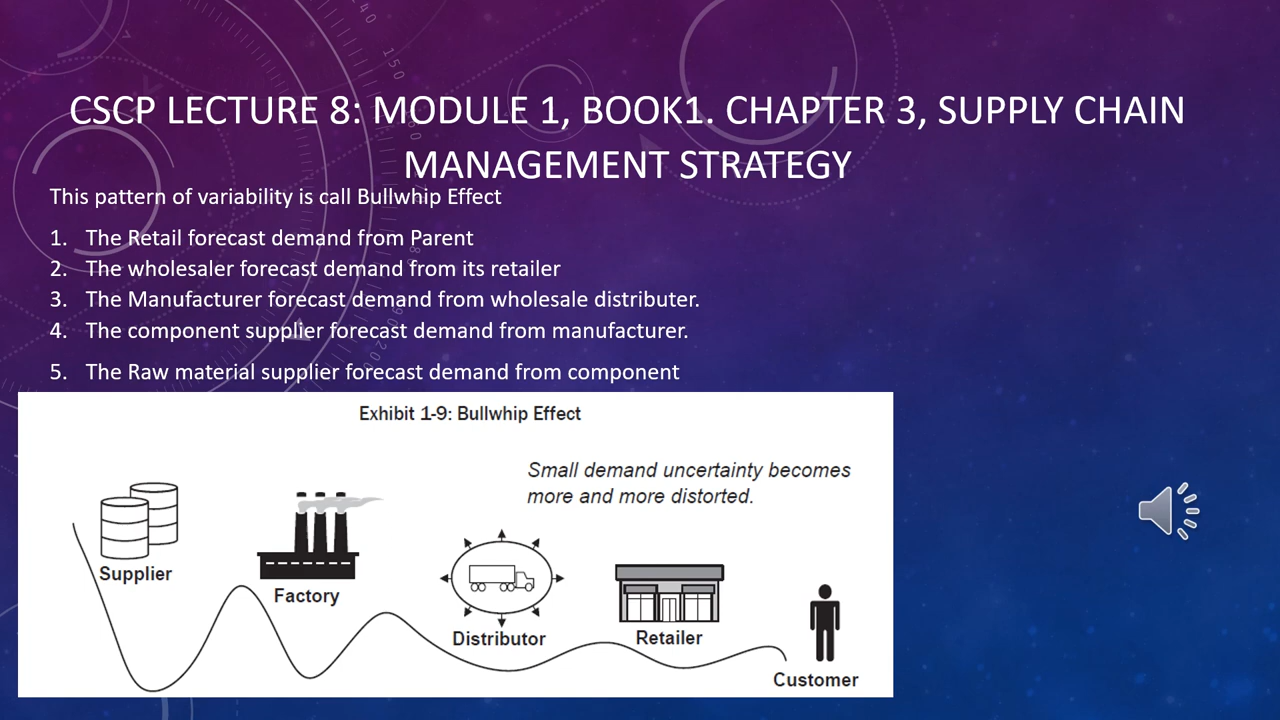 CSCP LECTURE 8: MODULE 1, BOOK1. CHAPTER 3, SUPPLY CHAIN
MANAGEMENT STRATEGY
This pattern of variability is call Bullwhip Effect
1. The Retail forecast demand from Parent
2. The wholesaler forecast demand from its retailer
3. The Manufacturer forecast demand from wholesale distributer.
4. The component supplier forecast demand from manufacturer.
5. The Raw material supplier forecast demand from component
Exhibit 1-9: Bullwhip Effect
Small demand uncertainty becomes
more and more distorted.
Supplier
Factory
Distributor
Retailer
Customer